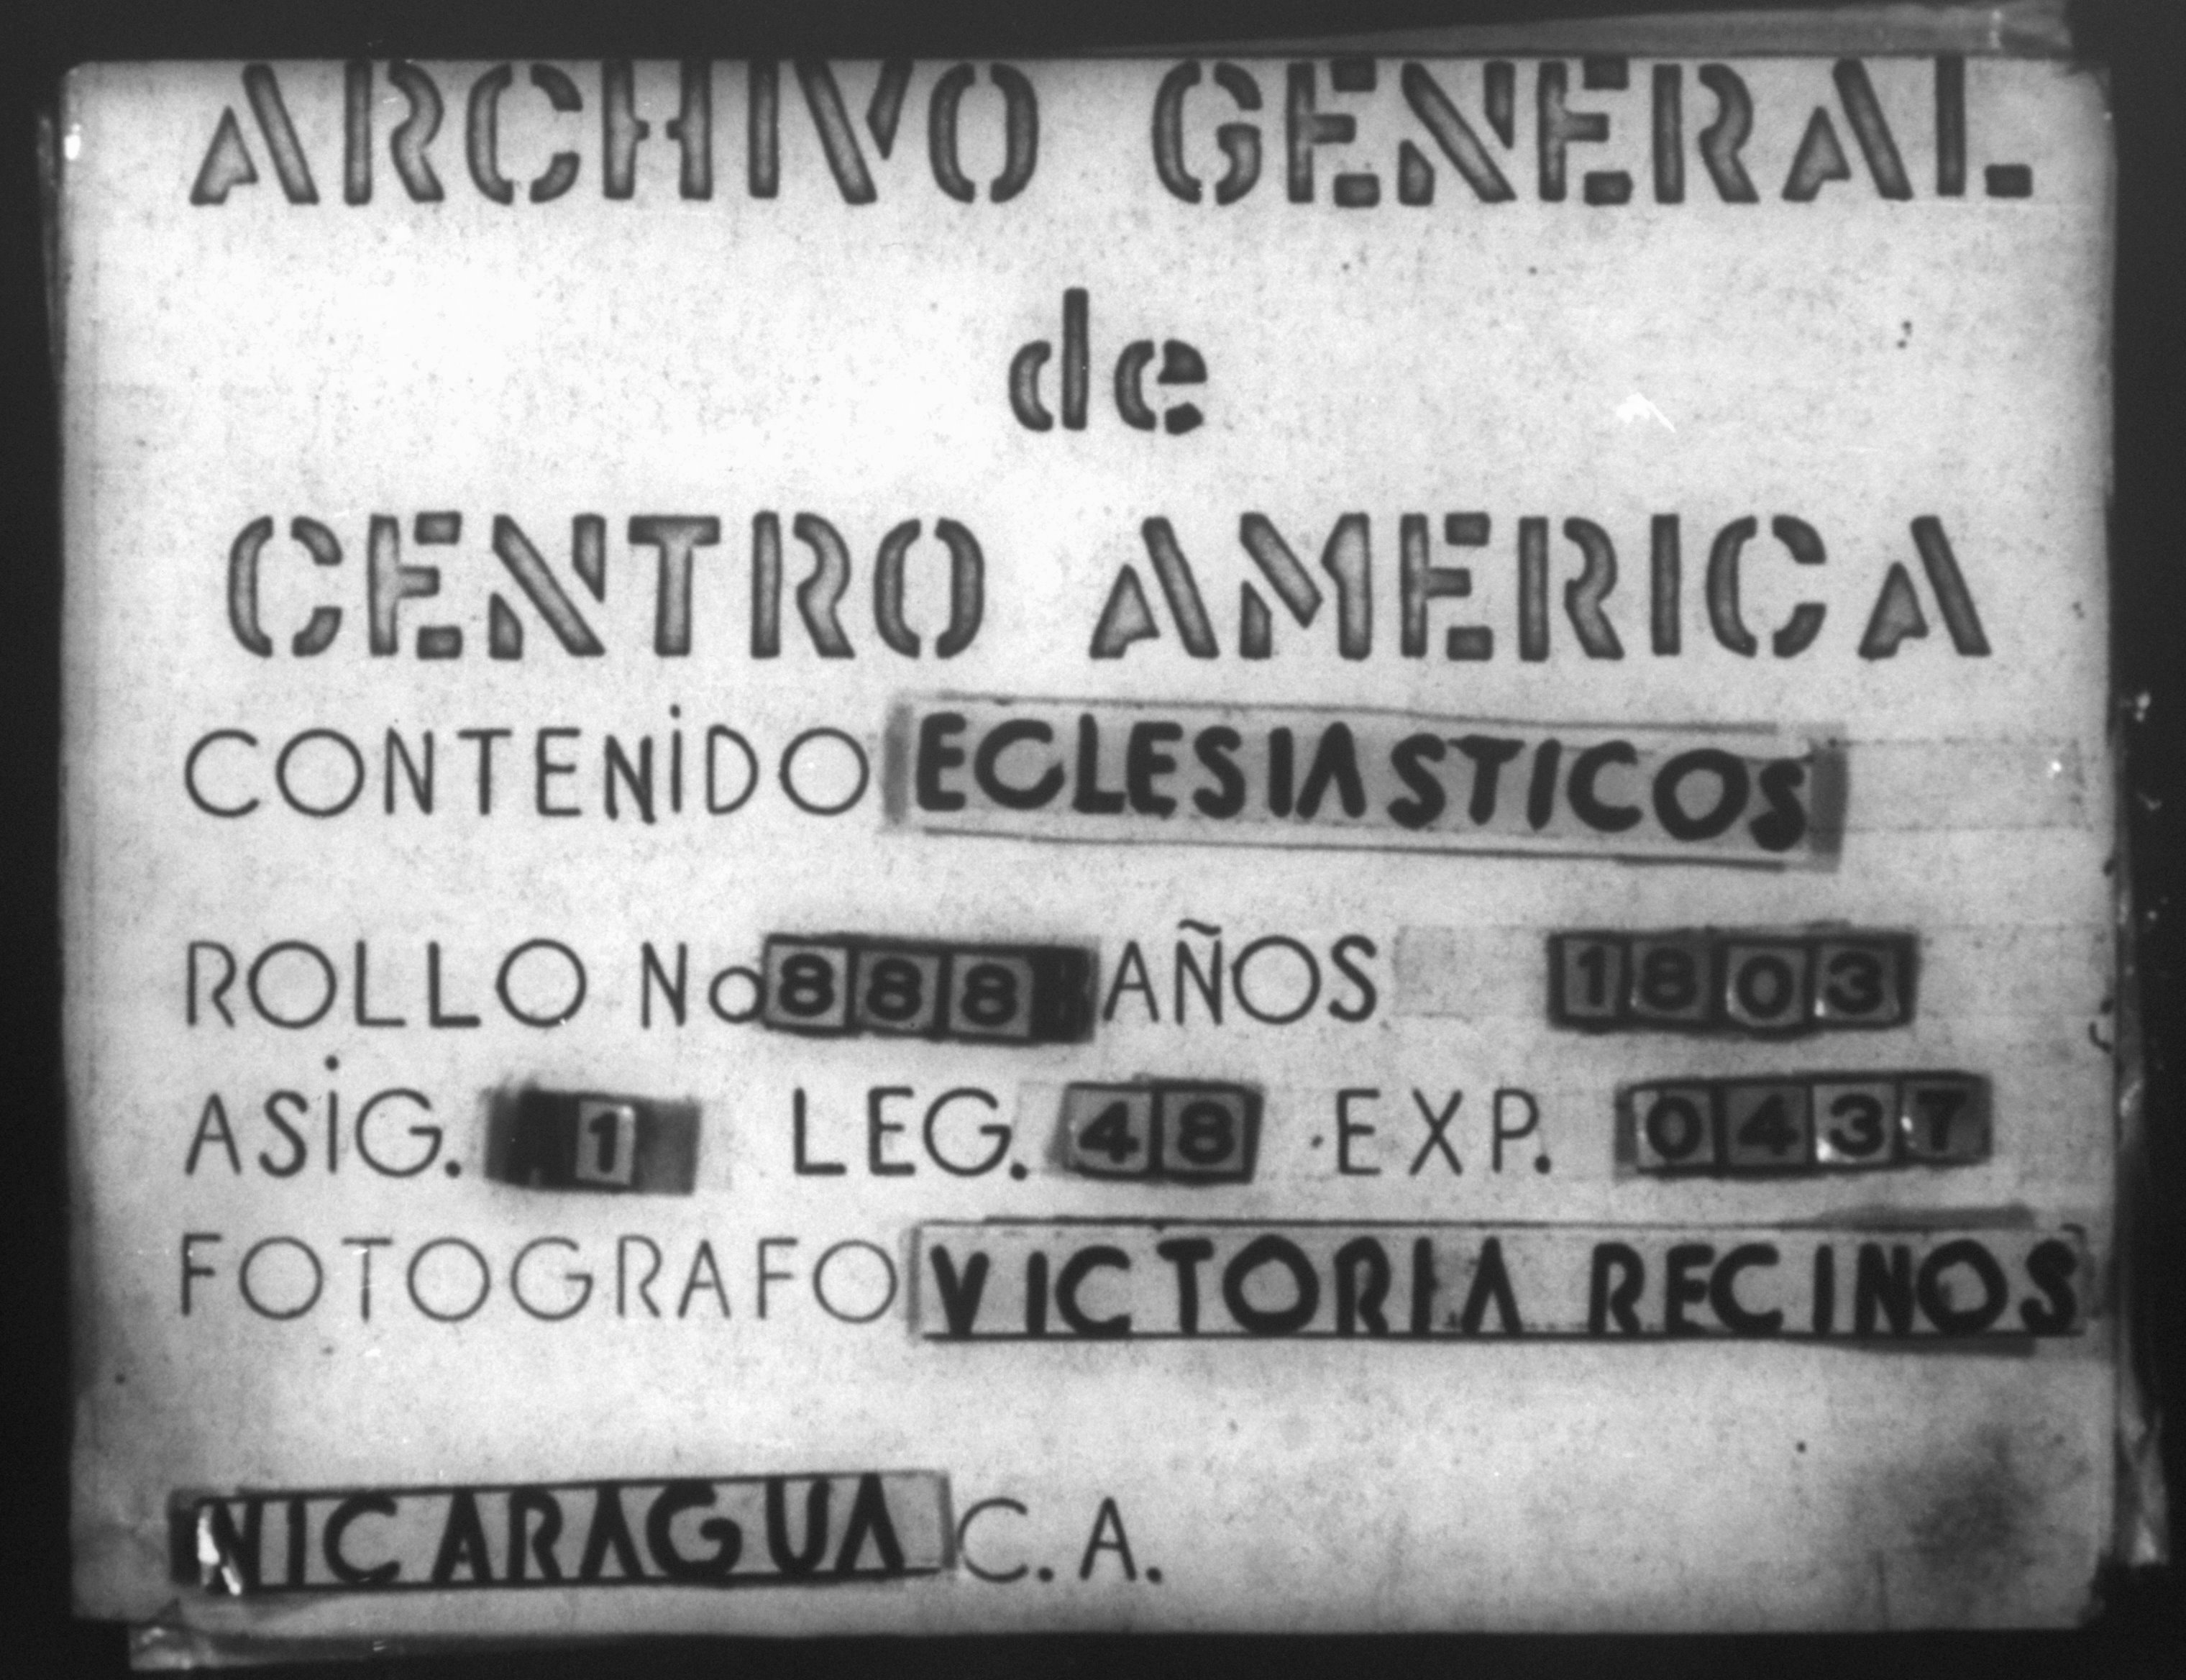 ARCHIVO GENERAL
de
CENTRO AMERICA
CONTENIDO ECLESIASTICOS
ROLLO No 888 AÑOS 1803
ASIG. 1 LEG. 48 EXP. 0437
FOTOGRAFO VICTORIA RECINOS
NICARAGUA C.A.